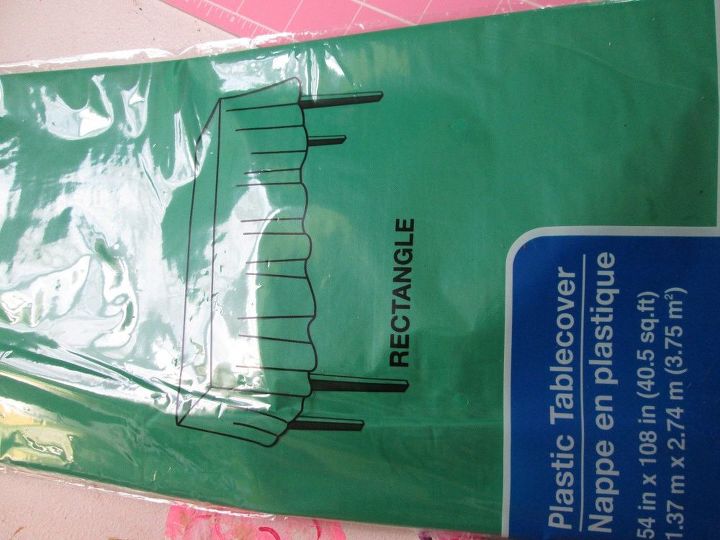 RECTANGLE
Plastic Tablecover
Nappe en plastique
54 in x 108 in (40.5 sq.ft)
1.37 m x 2.74 m (3.75 m²)